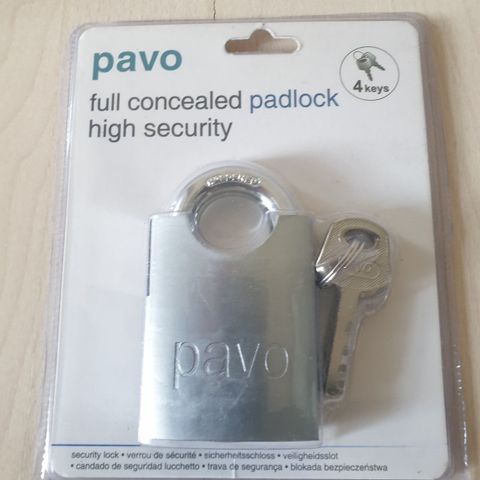 pavo
full concealed padlock
high security
4 keys
HARDENED
pavo
security lock • verrou de sécurité • sicherheitsschloss • veiligheidsslot
• candado de seguridad lucchetto • trava de segurança • blokada bezpieczeństwa